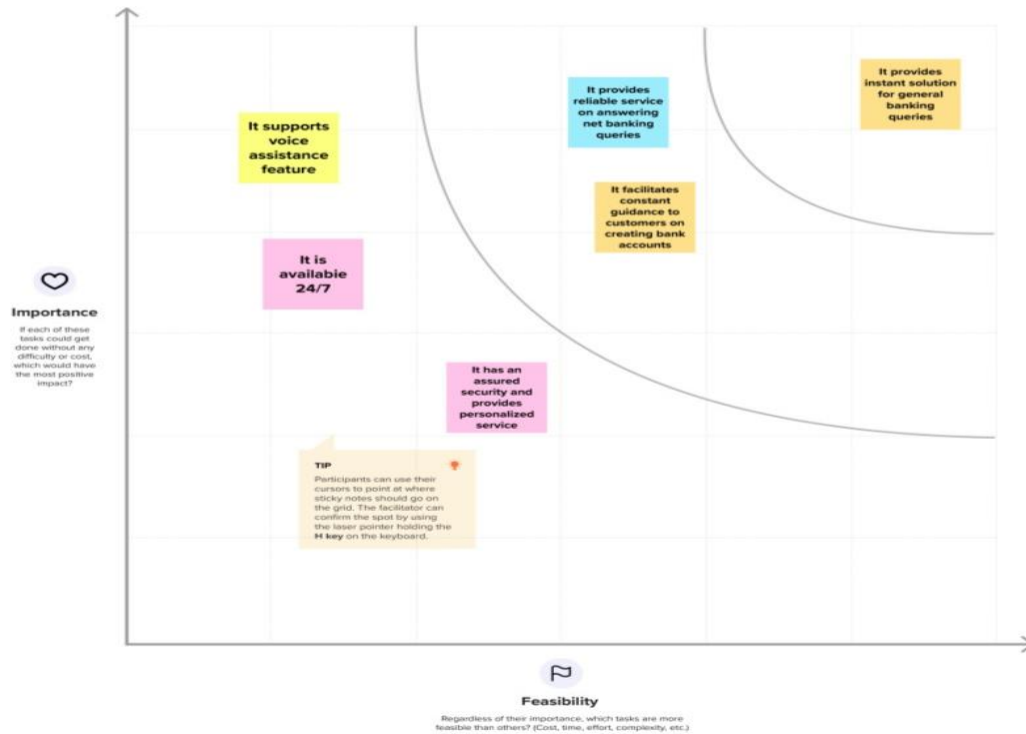 It provides
instant solution
for general
banking
queries
It provides
reliable service
on answering
net banking
queries
It supports
voice
assistance
feature
It facilitates
constant
guidance to
customers on
creating bank
accounts
It is
available
24/7
Importance
If each of these
tasks could get
done without any
difficulty or cost,
which would have
the most positive
impact?
It has an
assured
security and
provides
personalized
service
TIP
Participants can use their
cursors to point at where
sticky notes should go on
the grid. The facilitator can
confirm the spot by using
the laser pointer holding the
H key on the keyboard.
Feasibility
Regardless of their importance, which tasks are more
feasible than others? (Cost, time, effort, complexity, etc.)